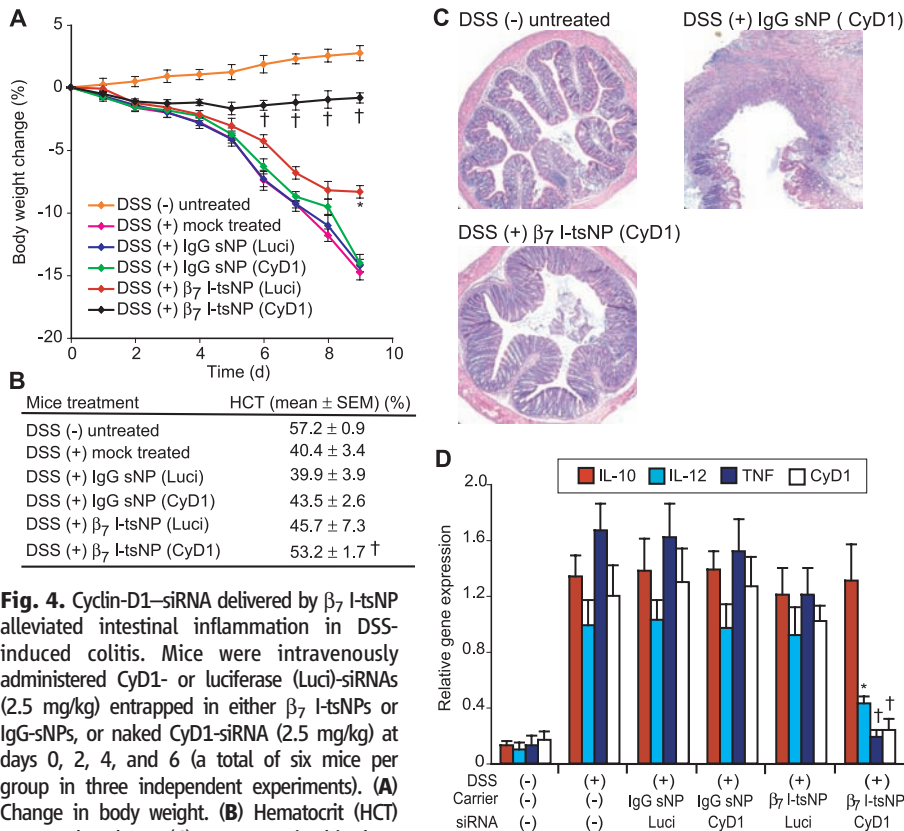 A
Body weight change (%)
5
0
-5
-10
-15
-20
0 2 4 6 8 10
Time (d)
† † † †
*
DSS (-) untreated
DSS (+) mock treated
DSS (+) IgG sNP (Luci)
DSS (+) IgG sNP (CyD1)
DSS (+) β7 I-tsNP (Luci)
DSS (+) β7 I-tsNP (CyD1)
B
Mice treatment HCT (mean ± SEM) (%)
DSS (-) untreated 57.2 ± 0.9
DSS (+) mock treated 40.4 ± 3.4
DSS (+) IgG sNP (Luci) 39.9 ± 3.9
DSS (+) IgG sNP (CyD1) 43.5 ± 2.6
DSS (+) β7 I-tsNP (Luci) 45.7 ± 7.3
DSS (+) β7 I-tsNP (CyD1) 53.2 ± 1.7 †
Fig. 4. Cyclin-D1–siRNA delivered by β7 I-tsNP
alleviated intestinal inflammation in DSS-
induced colitis. Mice were intravenously
administered CyD1- or luciferase (Luci)-siRNAs
(2.5 mg/kg) entrapped in either β7 I-tsNPs or
IgG-sNPs, or naked CyD1-siRNA (2.5 mg/kg) at
days 0, 2, 4, and 6 (a total of six mice per
group in three independent experiments). (A)
Change in body weight. (B) Hematocrit (HCT)
C
DSS (-) untreated
DSS (+) IgG sNP ( CyD1)
DSS (+) β7 I-tsNP (CyD1)
D
IL-10 IL-12 TNF CyD1
Relative gene expression
2.0
1.6
1.2
0.8
0.4
0
* † †
DSS (-) (+) (+) (+) (+) (+)
Carrier (-) (-) IgG sNP IgG sNP β7 I-tsNP β7 I-tsNP
siRNA (-) (-) Luci CyD1 Luci CyD1